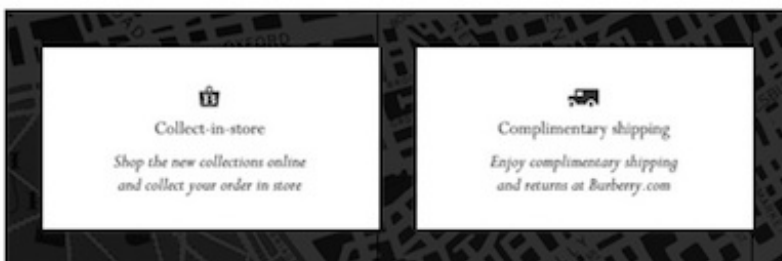 OXFORD
Collect-in-store
Shop the new collections online
and collect your order in store
Complimentary shipping
Enjoy complimentary shipping
and returns at Burberry.com